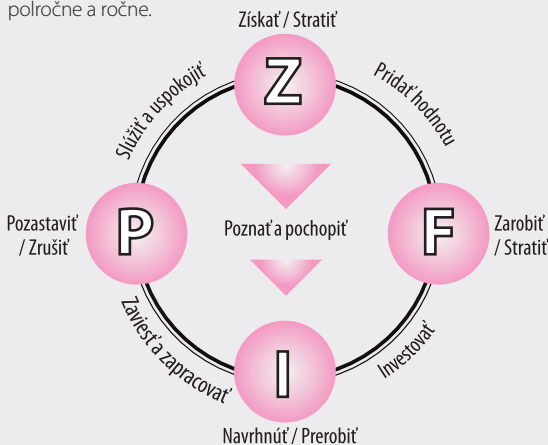 polročne a ročne.
Získať / Stratiť
Z
Slúžiť a uspokojiť
Pridať hodnotu
Pozastaviť
/ Zrušiť
P
Poznať a pochopiť
F
Zarobiť
/ Stratiť
Zaviesť a zapracovať
Investovať
I
Navrhnúť / Prerobiť